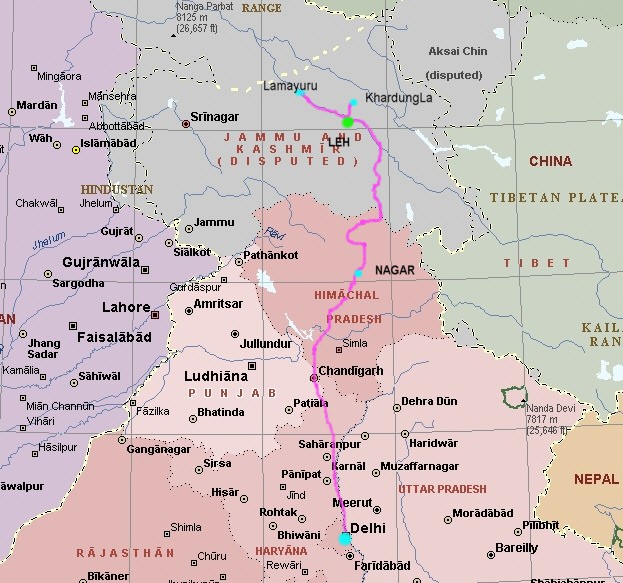 Nanga Parbat
8125 m
(26,657 ft)
RANGE
Aksai Chin
(disputed)
Mingāora
Lamayuru
KhardungLa
Mardān
Mānsehra
Abbottābād
Srīnagar
Wāh
Islāmābād
LEH
JAMMU AND
KASHMĪR
(DISPUTED)
CHINA
HINDUSTAN
TIBETAN PLATE
Chakwāl
Jhelum
Jammu
Gujrāt
Rāvi
Jhelum
Siālkot
Pathānkot
TIBET
Gujrānwāla
NAGAR
Sargodha
Gurdāspur
HIMĀCHAL
PRADESH
Amritsar
Lahore
AN
KAIL
RAN
Faisalābād
Jhang
Sadar
Jullundur
Simla
Kamālia
Sāhīwāl
Ludhiāna
Chandīgarh
PUNJAB
Miān Channūn
Fāzilka
Patiāla
Dehra Dūn
Nanda Devi
7817 m
(25,646 ft)
Vihāri
Bhatinda
Hāsilpur
Gangānagar
Sahāranpur
Haridwār
Sirsa
Karnāl
Muzaffarnagar
āwalpur
Pānīpat
NEPAL
Hisār
Jīnd
UTTAR PRADESH
Meerut
Rohtak
Morādābād
Shimla
Bhiwāni
Delhi
Pīlibhīt
RĀJASTHĀN
HARYĀNA
Bareilly
Chūru
Rewāri
Farīdābād
Bīkāner
Shāhjahānpur